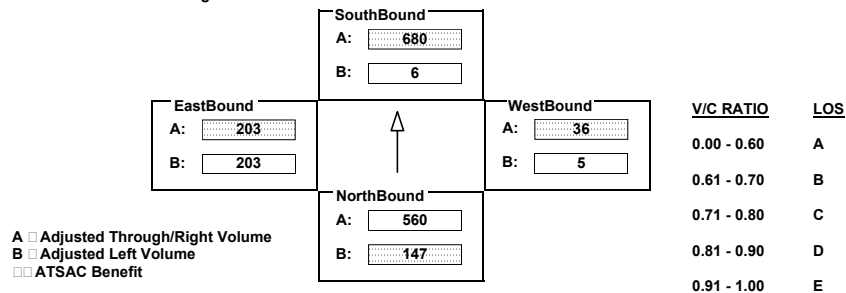 SouthBound
A: 680
B: 6
EastBound
A: 203
B: 203
WestBound
A: 36
B: 5
NorthBound
A: 560
B: 147
A □ Adjusted Through/Right Volume
B □ Adjusted Left Volume
□□ ATSAC Benefit
V/C RATIO LOS
0.00 - 0.60 A
0.61 - 0.70 B
0.71 - 0.80 C
0.81 - 0.90 D
0.91 - 1.00 E